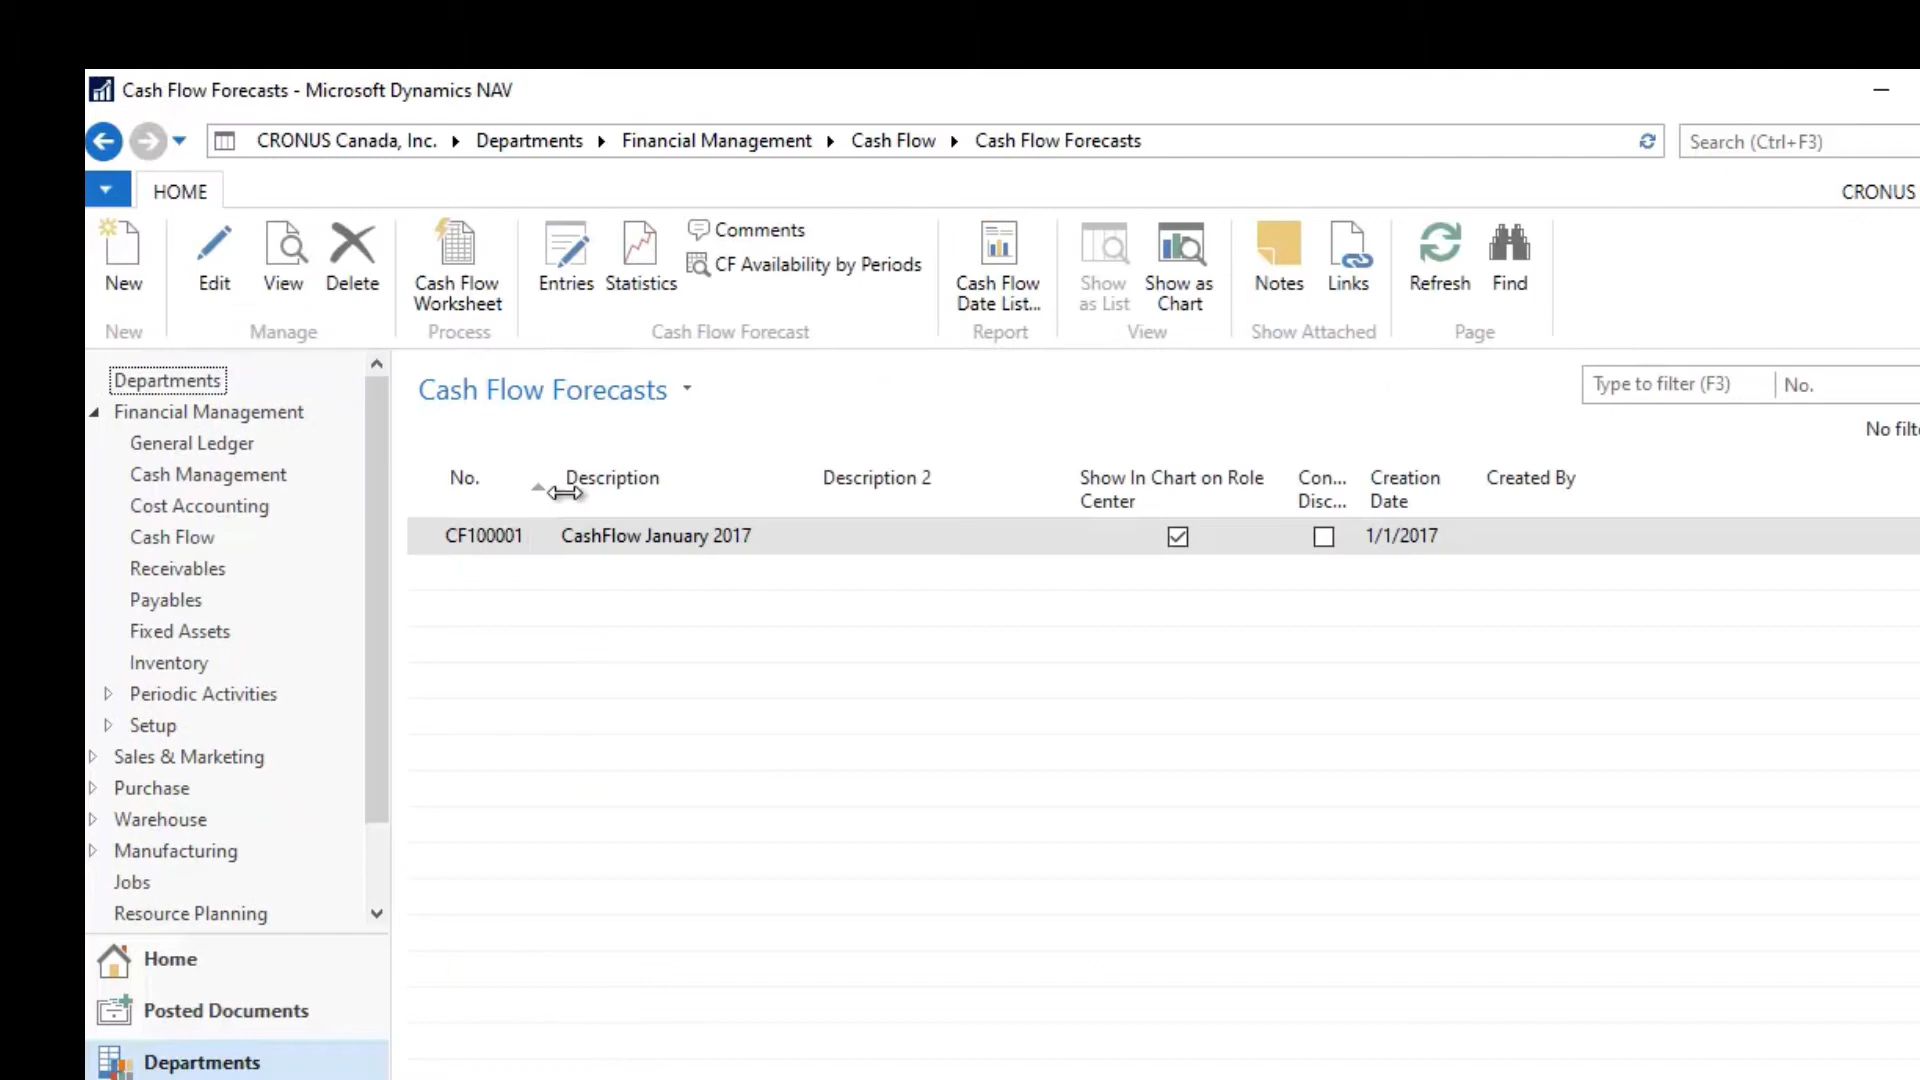 Cash Flow Forecasts - Microsoft Dynamics NAV
CRONUS Canada, Inc. Departments Financial Management Cash Flow Cash Flow Forecasts
Search (Ctrl+F3)
HOME
CRONUS
New
Edit
View
Delete
Cash Flow
Worksheet
Entries
Statistics
Comments
CF Availability by Periods
Cash Flow
Date List...
Show
as List
Show as
Chart
Notes
Links
Refresh
Find
New
Manage
Process
Cash Flow Forecast
Report
View
Show Attached
Page
Departments
Financial Management
General Ledger
Cash Management
Cost Accounting
Cash Flow
Receivables
Payables
Fixed Assets
Inventory
Periodic Activities
Setup
Sales & Marketing
Purchase
Warehouse
Manufacturing
Jobs
Resource Planning
Home
Posted Documents
Departments
Cash Flow Forecasts
Type to filter (F3) No.
No filte
No. Description Description 2 Show In Chart on Role Center Con... Disc... Creation Date Created By
CF100001 CashFlow January 2017 1/1/2017